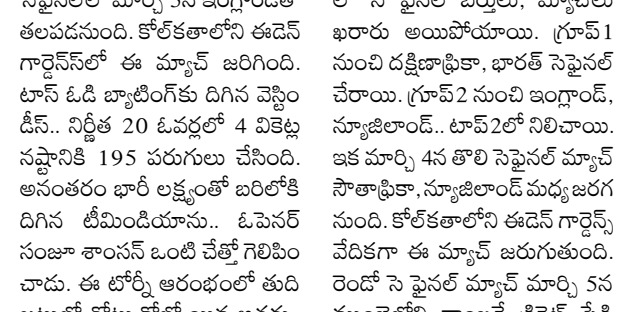 తలపడనుంది. కోల్‌కతాలోని ఈడెన్
గార్డెన్స్‌లో ఈ మ్యాచ్ జరిగింది.
టాస్ ఓడి బ్యాటింగ్‌కు దిగిన వెస్టిం
డీస్.. నిర్ణీత 20 ఓవర్లలో 4 వికెట్ల
నష్టానికి 195 పరుగులు చేసింది.
అనంతరం భారీ లక్ష్యంతో బరిలోకి
దిగిన టీమిండియాను.. ఓపెనర్
సంజూ శాంసన్ ఒంటి చేత్తో గెలిపిం
చాడు. ఈ టోర్నీ ఆరంభంలో తుది
ఖరారు అయిపోయాయి. గ్రూప్1
నుంచి దక్షిణాఫ్రికా, భారత్ సెఫైనల్
చేరాయి. గ్రూప్2 నుంచి ఇంగ్లాండ్,
న్యూజిలాండ్.. టాప్2లో నిలిచాయి.
ఇక మార్చి 4న తొలి సెఫైనల్ మ్యాచ్
సౌతాఫ్రికా, న్యూజిలాండ్ మధ్య జరగ
నుంది. కోల్‌కతాలోని ఈడెన్ గార్డెన్స్
వేదికగా ఈ మ్యాచ్ జరుగుతుంది.
రెండో సె ఫైనల్ మ్యాచ్ మార్చి 5న